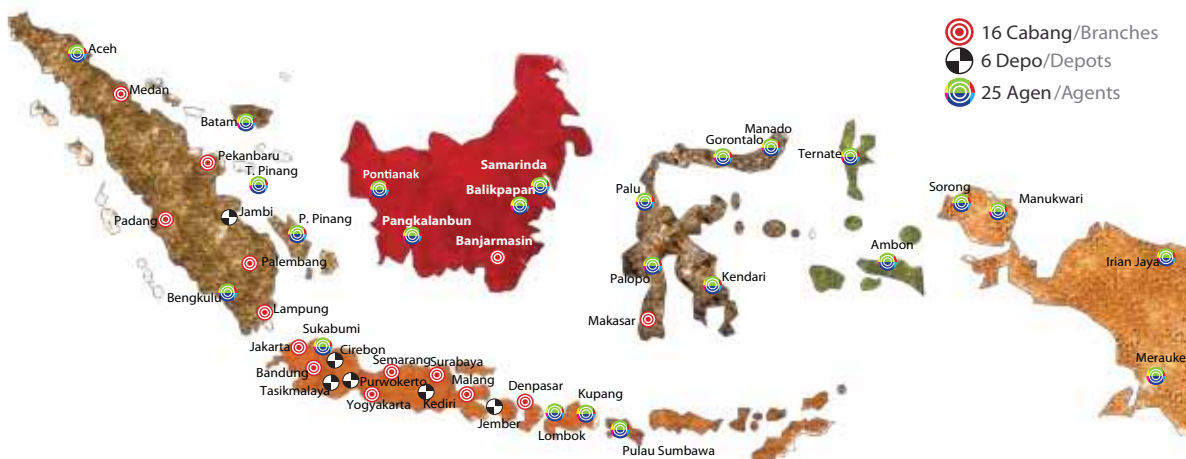 16 Cabang/Branches
6 Depo/Depots
25 Agen/Agents
Aceh
Medan
Batam
Pekanbaru
T. Pinang
Padang
Jambi
P. Pinang
Palembang
Bengkulu
Lampung
Pontianak
Samarinda
Balikpapan
Pangkalanbun
Banjarmasin
Manado
Gorontalo
Ternate
Palu
Palopo
Kendari
Makasar
Ambon
Sorong
Manukwari
Irian Jaya
Merauke
Sukabumi
Jakarta
Cirebon
Bandung
Semarang
Surabaya
Tasikmalaya
Purwokerto
Malang
Yogyakarta
Kediri
Jember
Denpasar
Kupang
Lombok
Pulau Sumbawa